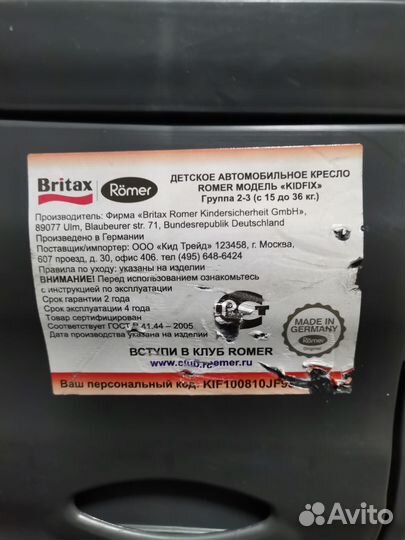 Britax Römer
ДЕТСКОЕ АВТОМОБИЛЬНОЕ КРЕСЛО
ROMER МОДЕЛЬ «KIDFIX»
Группа 2-3 (с 15 до 36 кг.)
Производитель: Фирма «Britax Romer Kindersicherheit GmbH»,
89077 Ulm, Blaubeurer str. 71, Bundesrepublik Deutschland
Произведено в Германии
Поставщик/импортер: ООО «Кид Трейд» 123458, г. Москва,
607 проезд, д. 30, офис 406. тел (495) 648-6424
Правила по уходу: указаны на изделии
ВНИМАНИЕ! Перед использованием ознакомьтесь
с инструкцией по эксплуатации
Срок гарантии 2 года
Срок эксплуатации 4 года
Товар сертифицирован
Соответствует ГОСТ Р 41.44 – 2005
Дата производства указана на изделии
MADE IN
GERMANY
Römer
Original
ВСТУПИ В КЛУБ ROMER
www.club.roemer.ru
Ваш персональный код: KIF100810JF
Avito